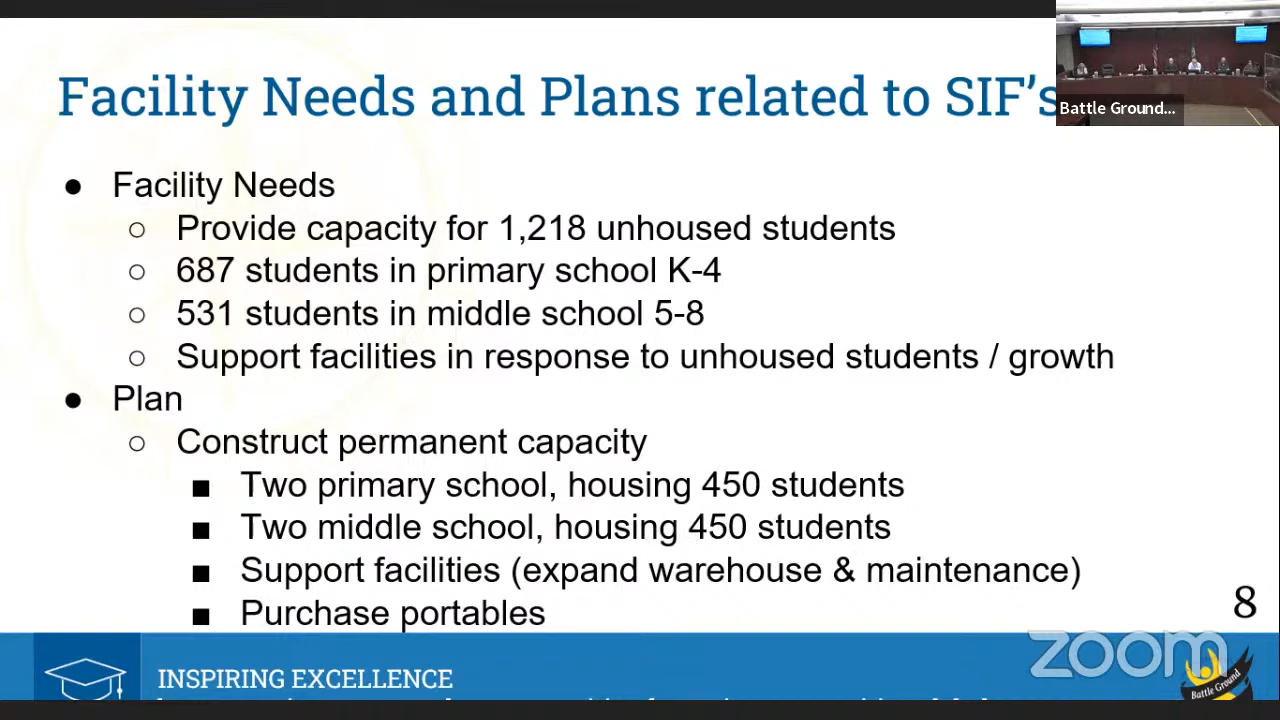 Facility Needs and Plans related to SIF's
Battle Ground...
● Facility Needs
○ Provide capacity for 1,218 unhoused students
○ 687 students in primary school K-4
○ 531 students in middle school 5-8
○ Support facilities in response to unhoused students / growth
● Plan
○ Construct permanent capacity
■ Two primary school, housing 450 students
■ Two middle school, housing 450 students
■ Support facilities (expand warehouse & maintenance)
■ Purchase portables
8
zoom
INSPIRING EXCELLENCE
Battle Ground